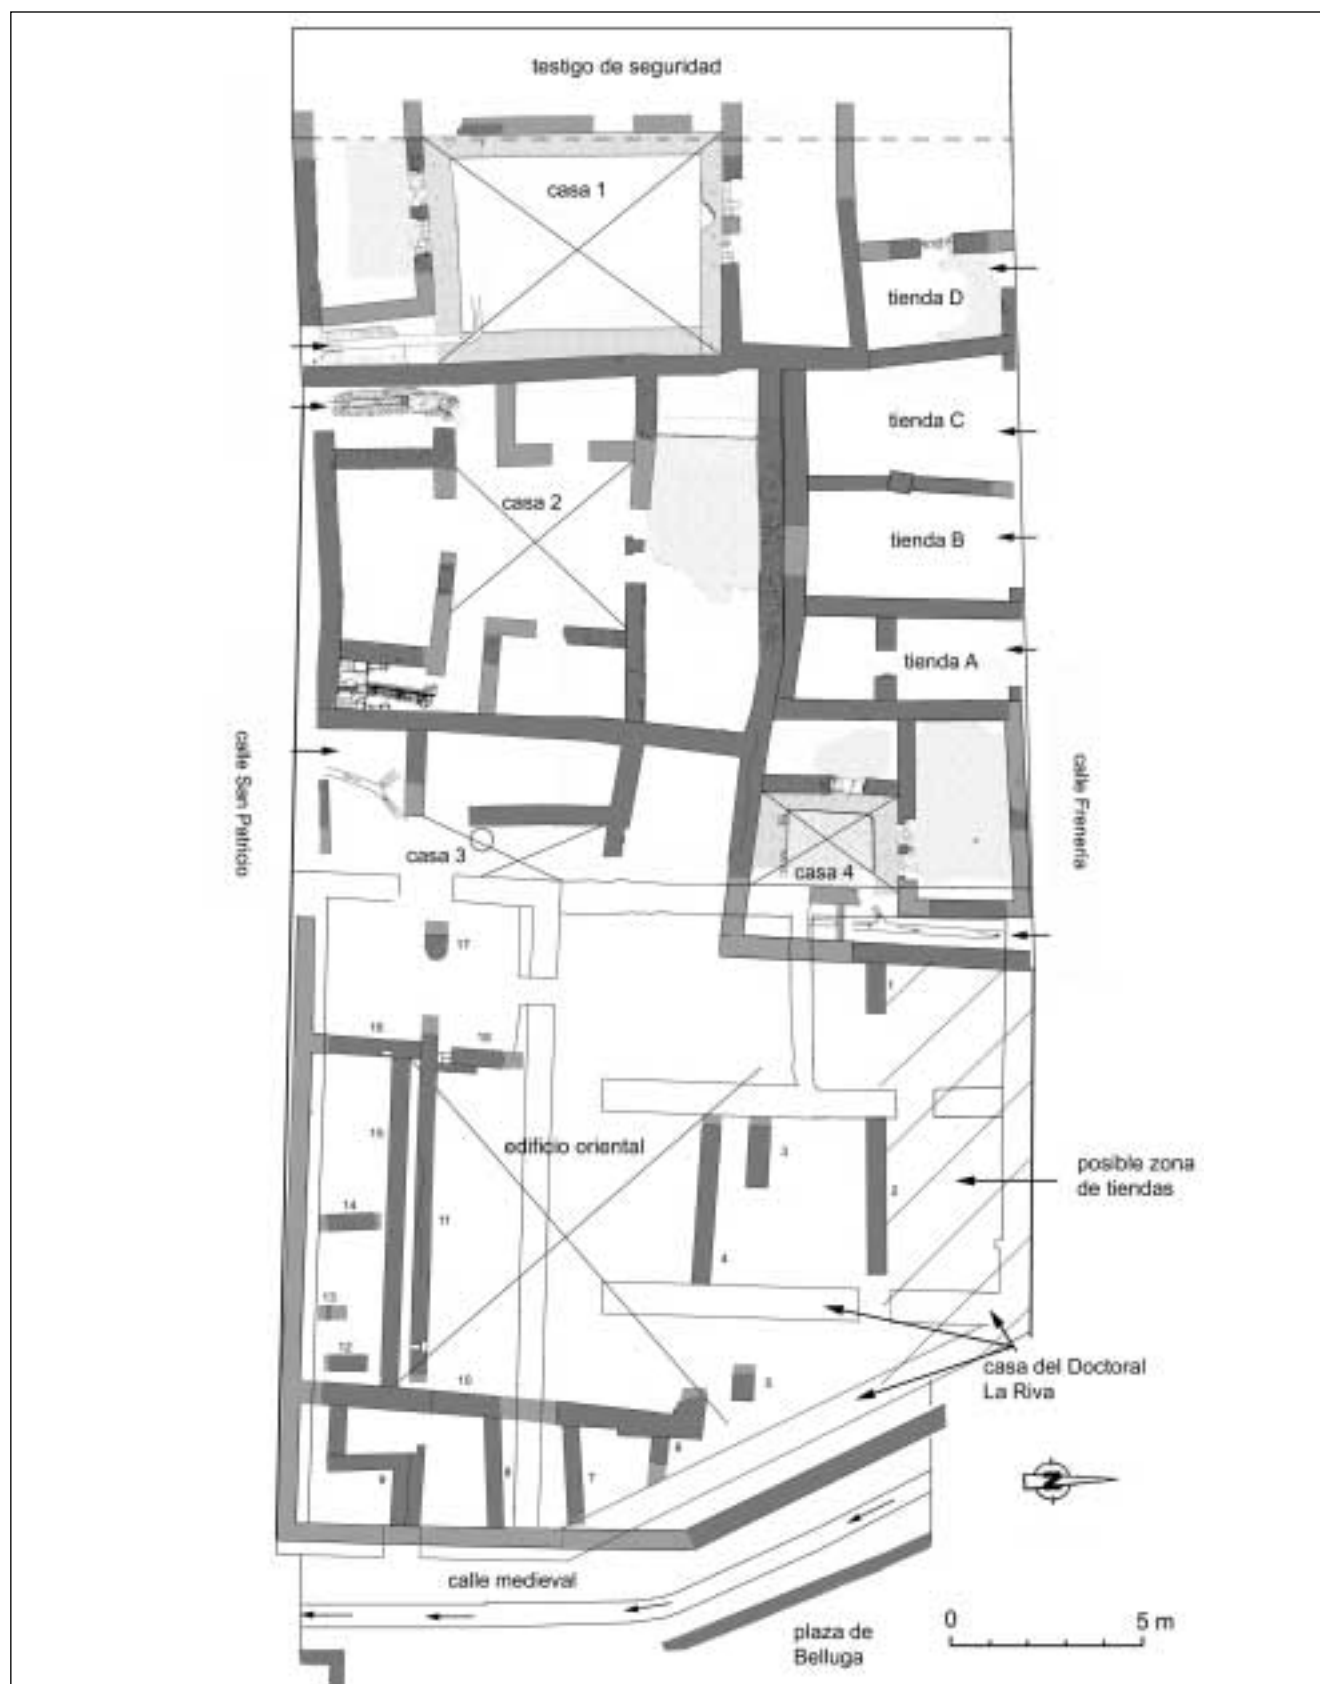 testigo de seguridad
casa 1
tienda D
tienda C
casa 2
tienda B
tienda A
calle San Patricio
calle Frenería
casa 3
casa 4
17
1
16
18
edificio oriental
15
3
posible zona
de tiendas
2
14
11
4
13
12
casa del Doctoral
La Riva
10
5
6
9
8
7
N
calle medieval
0 5 m
plaza de
Belluga